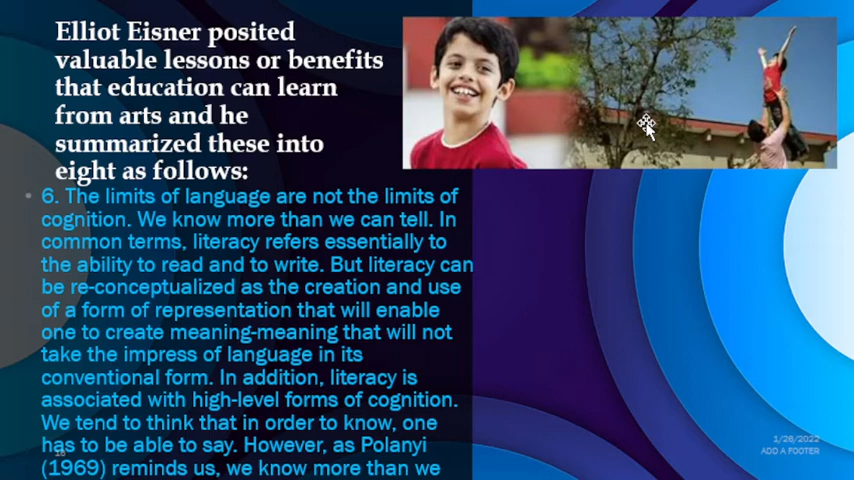 Elliot Eisner posited
valuable lessons or benefits
that education can learn
from arts and he
summarized these into
eight as follows:
• 6. The limits of language are not the limits of
cognition. We know more than we can tell. In
common terms, literacy refers essentially to
the ability to read and to write. But literacy can
be re-conceptualized as the creation and use
of a form of representation that will enable
one to create meaning-meaning that will not
take the impress of language in its
conventional form. In addition, literacy is
associated with high-level forms of cognition.
We tend to think that in order to know, one
has to be able to say. However, as Polanyi
(1969) reminds us, we know more than we
1/26/2022
ADD A FOOTER